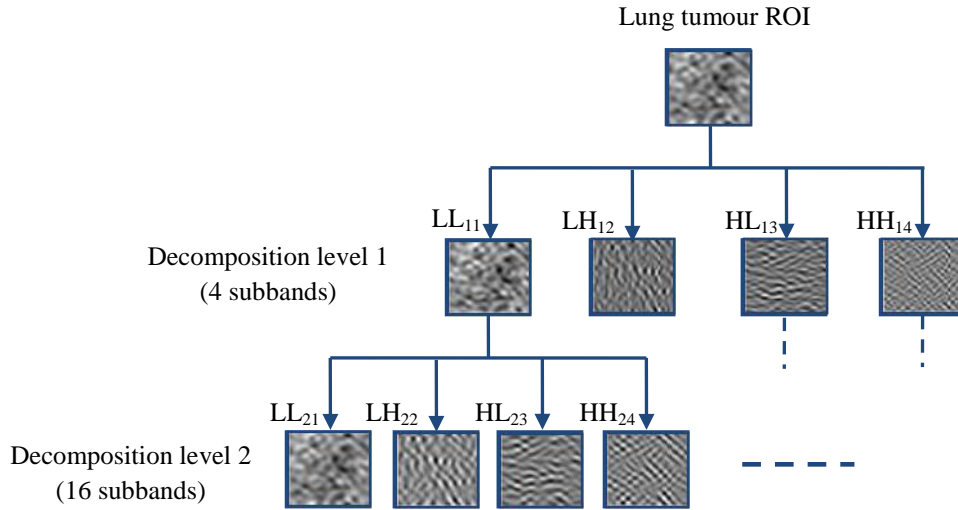 Lung tumour ROI
LL₁₁ LH₁₂ HL₁₃ HH₁₄
Decomposition level 1
(4 subbands)
LL₂₁ LH₂₂ HL₂₃ HH₂₄
Decomposition level 2
(16 subbands)